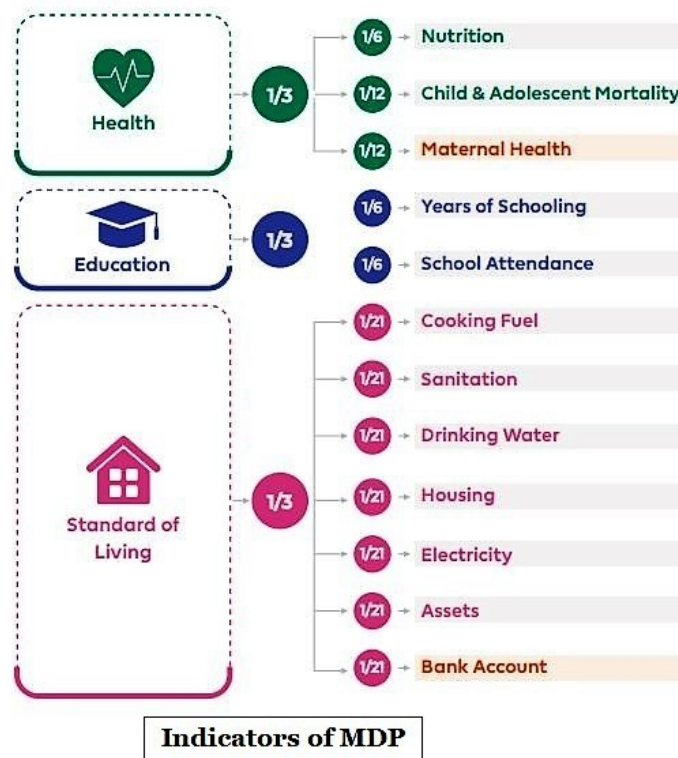 Health
1/3
1/6
Nutrition
1/12
Child & Adolescent Mortality
1/12
Maternal Health
Education
1/3
1/6
Years of Schooling
1/6
School Attendance
Standard of
Living
1/3
1/21
Cooking Fuel
1/21
Sanitation
1/21
Drinking Water
1/21
Housing
1/21
Electricity
1/21
Assets
1/21
Bank Account
Indicators of MDP